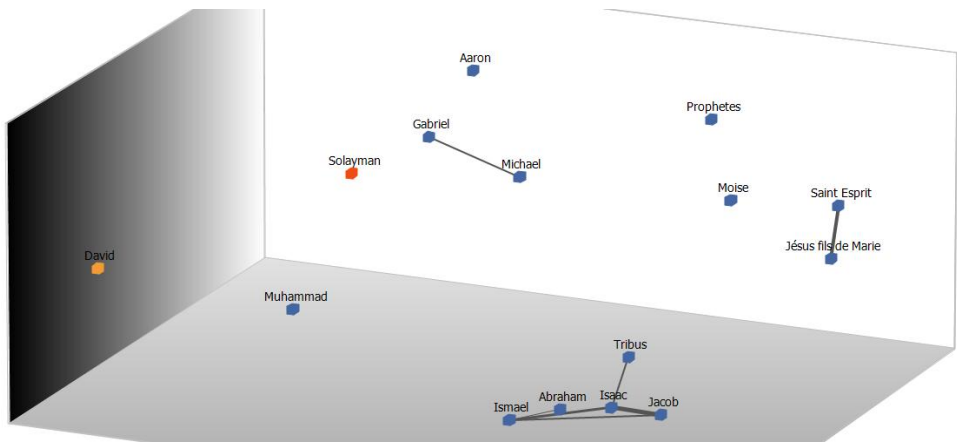 Aaron
Prophetes
Gabriel
Solayman
Michael
Moise
Saint Esprit
Jésus fils de Marie
David
Muhammad
Tribus
Abraham
Isaac
Jacob
Ismael